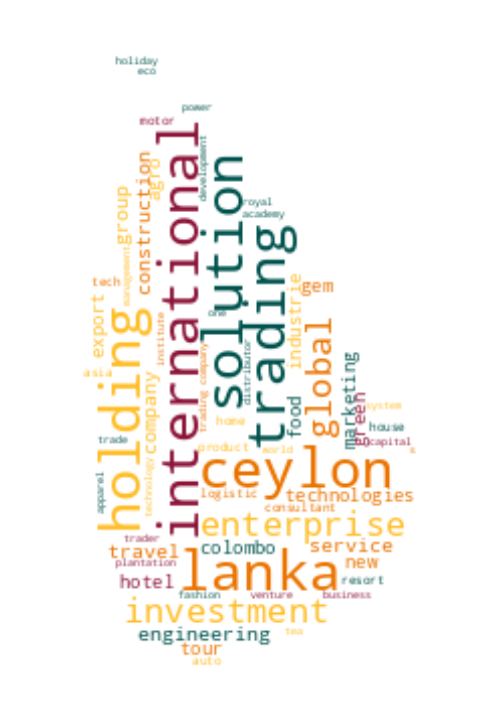 holiday
eco
power
motor
international
solution
development
construction
agro
group
management
royal
academy
trading
tech
gem
industrie
export
holding
institute
one
global
distributor
trading company
marketing
asia
company
food
green
system
home
house
trade
capital
product
world
s
ceylon
technology
apparel
logistic
technologies
consultant
enterprise
trader
travel
colombo
service
plantation
new
lanka
hotel
resort
fashion
venture
business
investment
engineering
tea
tour
auto